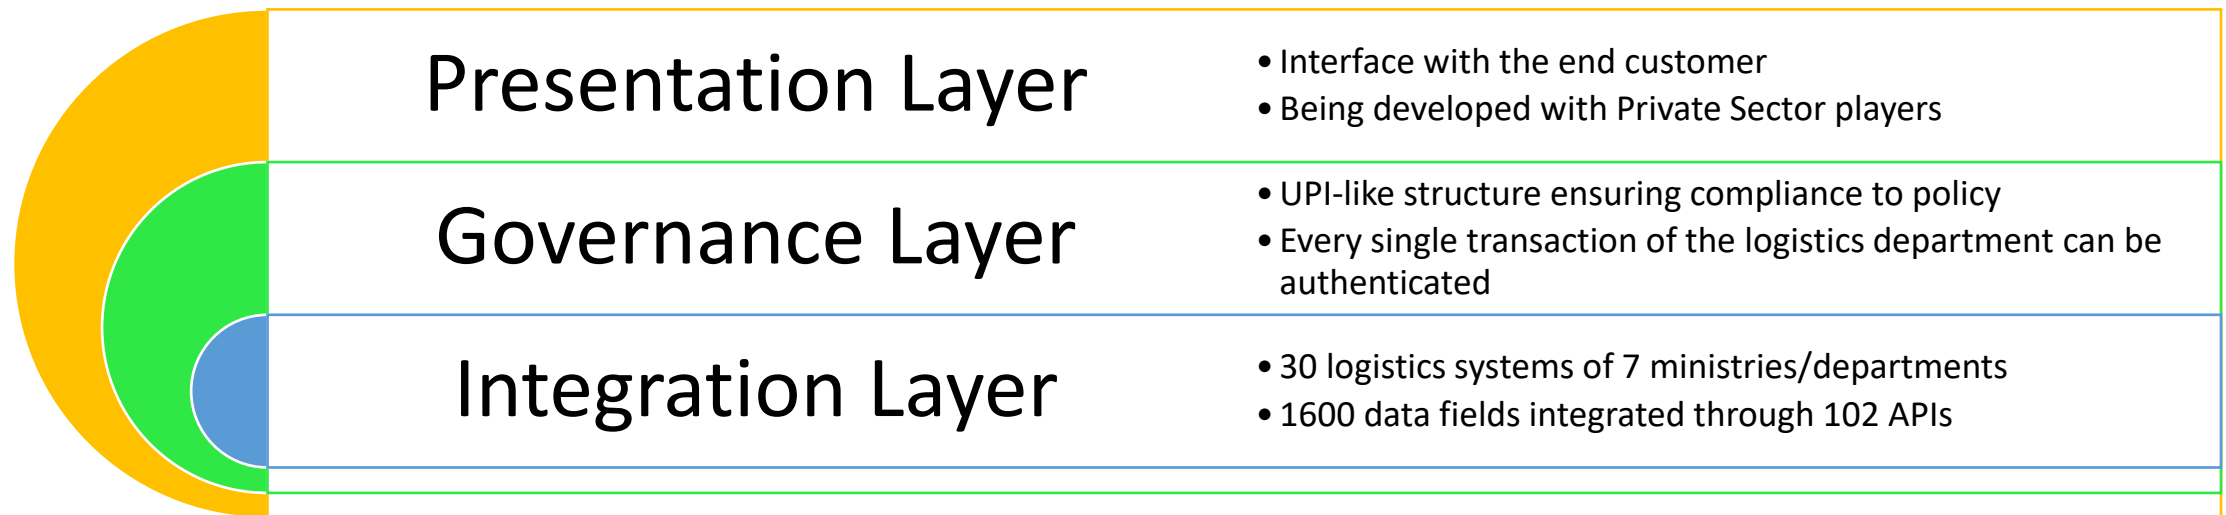 Presentation Layer
• Interface with the end customer
• Being developed with Private Sector players
Governance Layer
• UPI-like structure ensuring compliance to policy
• Every single transaction of the logistics department can be
authenticated
Integration Layer
• 30 logistics systems of 7 ministries/departments
• 1600 data fields integrated through 102 APIs